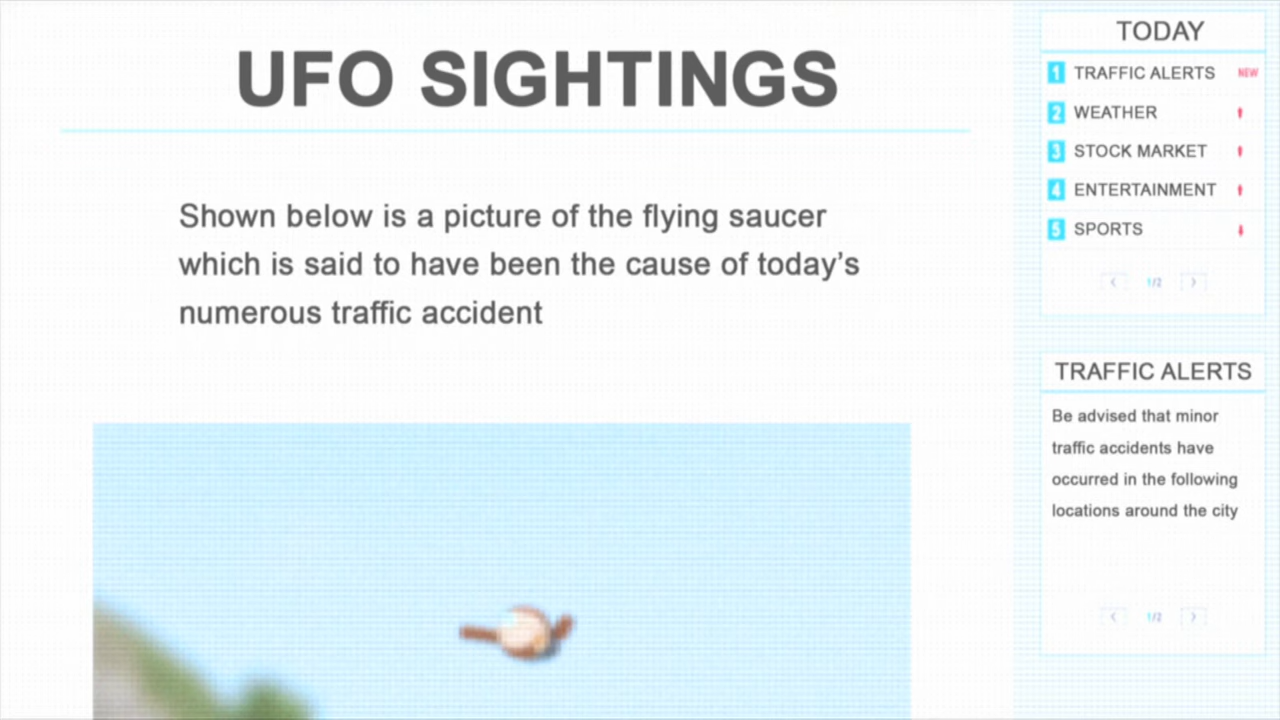 UFO SIGHTINGS
Shown below is a picture of the flying saucer
which is said to have been the cause of today's
numerous traffic accident
TODAY
1 TRAFFIC ALERTS NEW
2 WEATHER
3 STOCK MARKET
4 ENTERTAINMENT
5 SPORTS
< 1/2 >
TRAFFIC ALERTS
Be advised that minor
traffic accidents have
occurred in the following
locations around the city
< 1/2 >